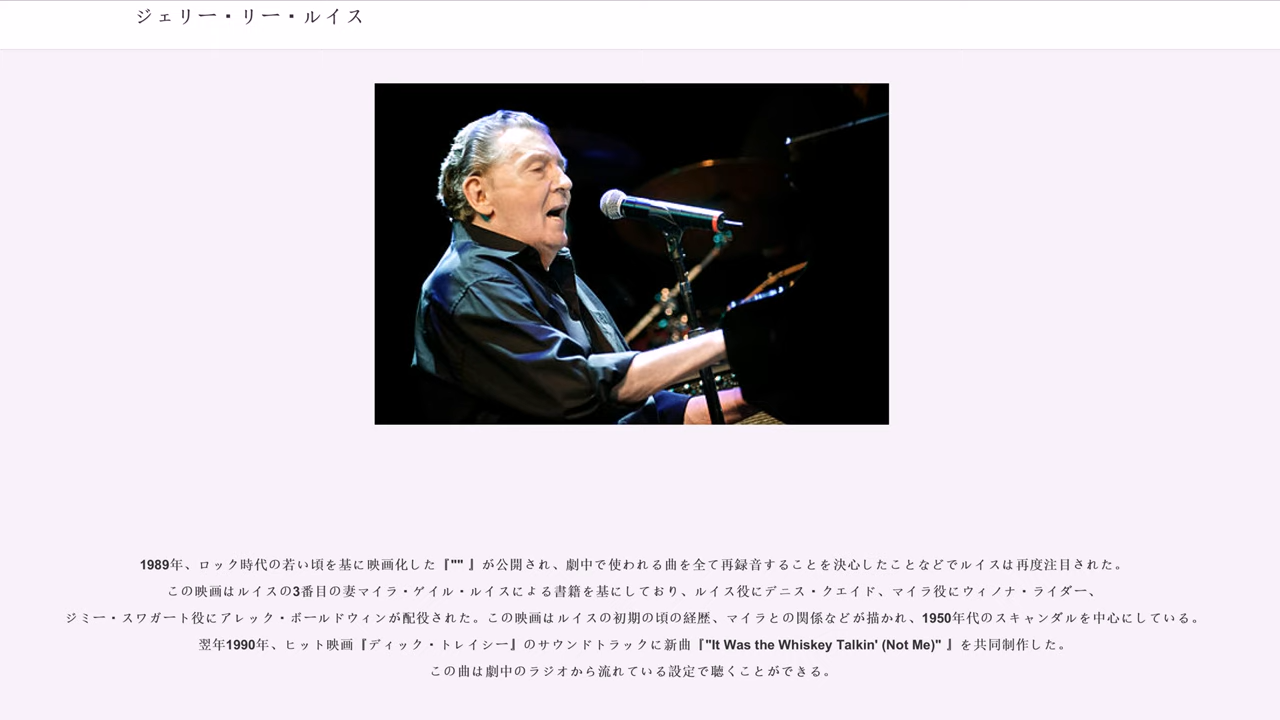 ジェリー・リー・ルイス
1989年、ロック時代の若い頃を基に映画化した『"" 』が公開され、劇中で使われる曲を全て再録音することを決心したことなどでルイスは再度注目された。
この映画はルイスの3番目の妻マイラ・ゲイル・ルイスによる書籍を基にしており、ルイス役にデニス・クエイド、マイラ役にウィノナ・ライダー、
ジミー・スワガート役にアレック・ボールドウィンが配役された。この映画はルイスの初期の頃の経歴、マイラとの関係などが描かれ、1950年代のスキャンダルを中心にしている。
翌年1990年、ヒット映画『ディック・トレイシー』のサウンドトラックに新曲『"It Was the Whiskey Talkin' (Not Me)" 』を共同制作した。
この曲は劇中のラジオから流れている設定で聴くことができる。